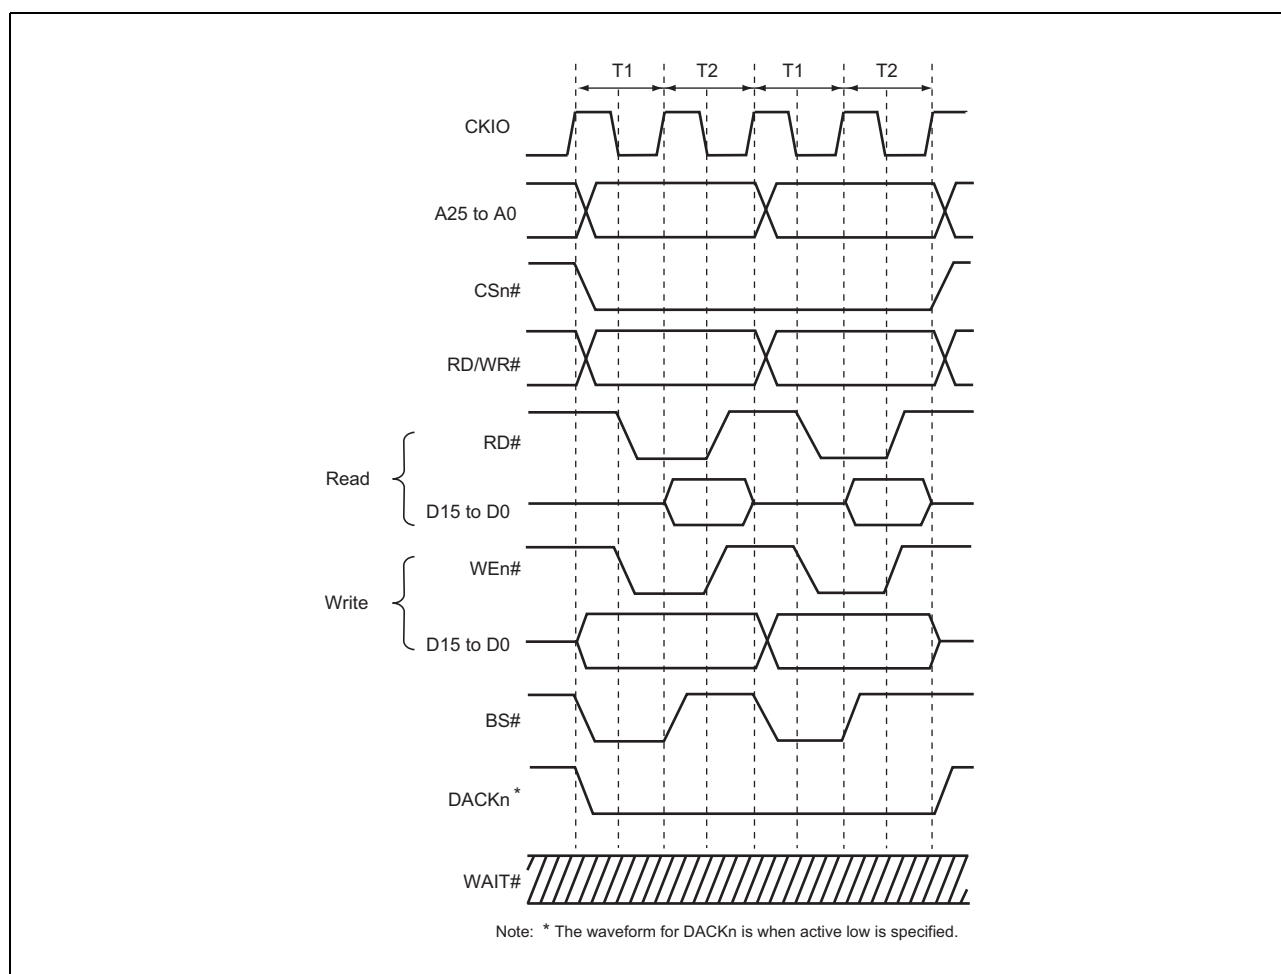 T1 T2 T1 T2
CKIO
A25 to A0
CSn#
RD/WR#
RD#
Read
D15 to D0
WEn#
Write
D15 to D0
BS#
DACKn *
WAIT#
Note: * The waveform for DACKn is when active low is specified.